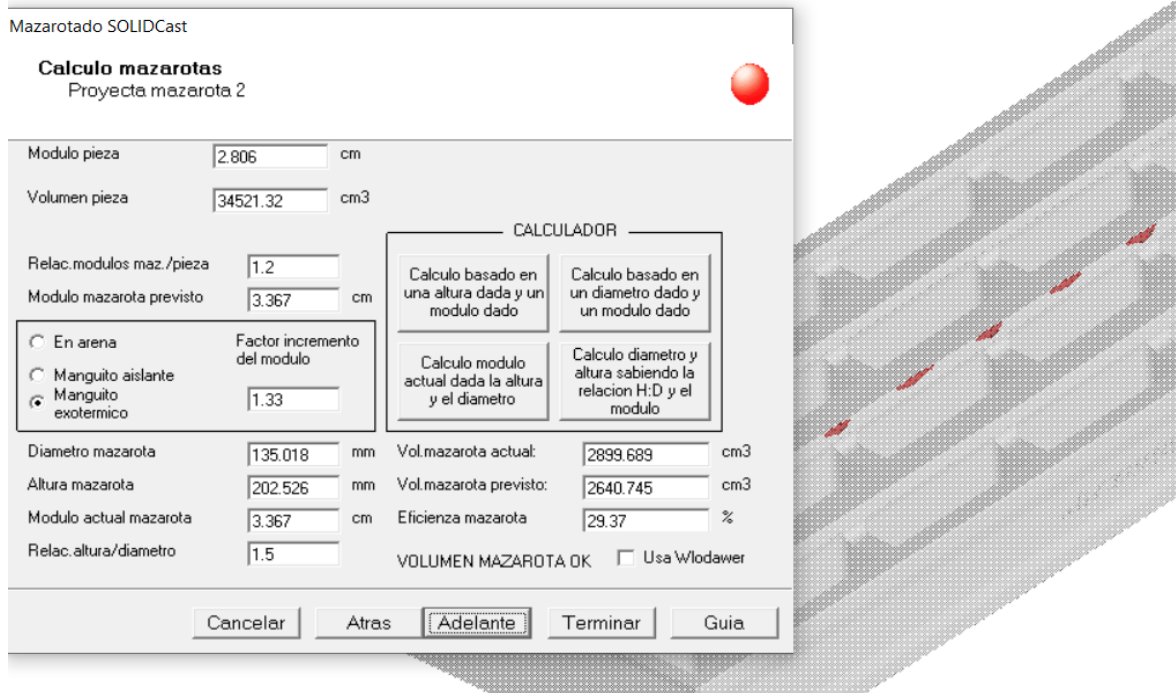 Mazarotado SOLIDCast
Calculo mazarotas
Proyecta mazarota 2
Modulo pieza 2.806 cm
Volumen pieza 34521.32 cm3
CALCULADOR
Relac.modulos maz./pieza 1.2
Modulo mazarota previsto 3.367 cm
Calculo basado en
una altura dada y un
modulo dado
Calculo basado en
un diametro dado y
un modulo dado
En arena
Manguito aislante
Manguito
exotermico
Factor incremento
del modulo
1.33
Calculo modulo
actual dada la altura
y el diametro
Calculo diametro y
altura sabiendo la
relacion H:D y el
modulo
Diametro mazarota 135.018 mm
Altura mazarota 202.526 mm
Modulo actual mazarota 3.367 cm
Relac.altura/diametro 1.5
Vol.mazarota actual: 2899.689 cm3
Vol.mazarota previsto: 2640.745 cm3
Eficienza mazarota 29.37 %
VOLUMEN MAZAROTA OK Usa Wlodawer
Cancelar Atras Adelante Terminar Guia